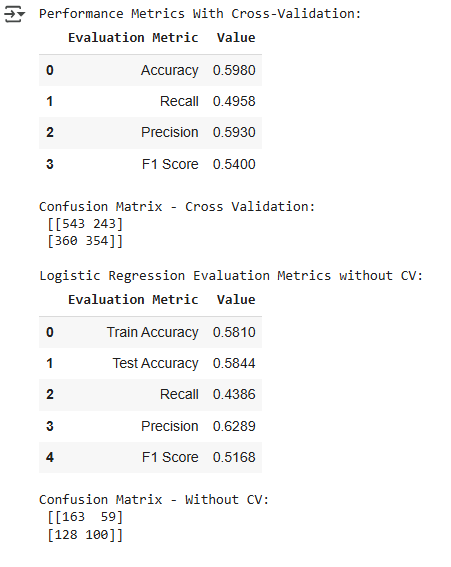 Performance Metrics With Cross-Validation:
Evaluation Metric Value
0 Accuracy 0.5980
1 Recall 0.4958
2 Precision 0.5930
3 F1 Score 0.5400
Confusion Matrix - Cross Validation:
[[543 243]
[360 354]]
Logistic Regression Evaluation Metrics without CV:
Evaluation Metric Value
0 Train Accuracy 0.5810
1 Test Accuracy 0.5844
2 Recall 0.4386
3 Precision 0.6289
4 F1 Score 0.5168
Confusion Matrix - Without CV:
[[163  59]
[128 100]]